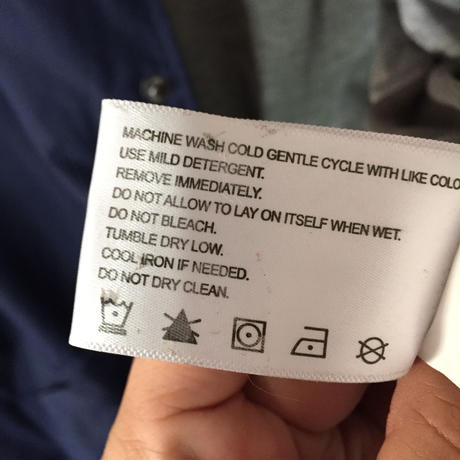 MACHINE WASH COLD GENTLE CYCLE WITH LIKE COLO
USE MILD DETERGENT.
REMOVE IMMEDIATELY.
DO NOT ALLOW TO LAY ON ITSELF WHEN WET.
DO NOT BLEACH.
TUMBLE DRY LOW.
COOL IRON IF NEEDED.
DO NOT DRY CLEAN.